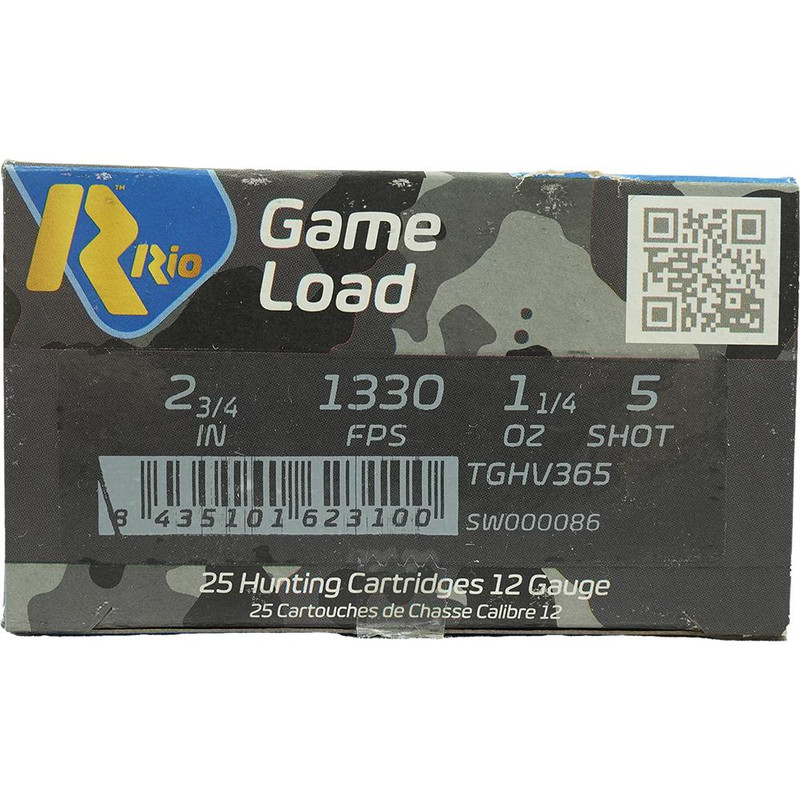 R™ Rio
Game
Load
2 3/4 1330 1 1/4 5
IN FPS OZ SHOT
TGHV365
8 435101 623100
SW000086
25 Hunting Cartridges 12 Gauge
25 Cartouches de Chasse Calibre 12